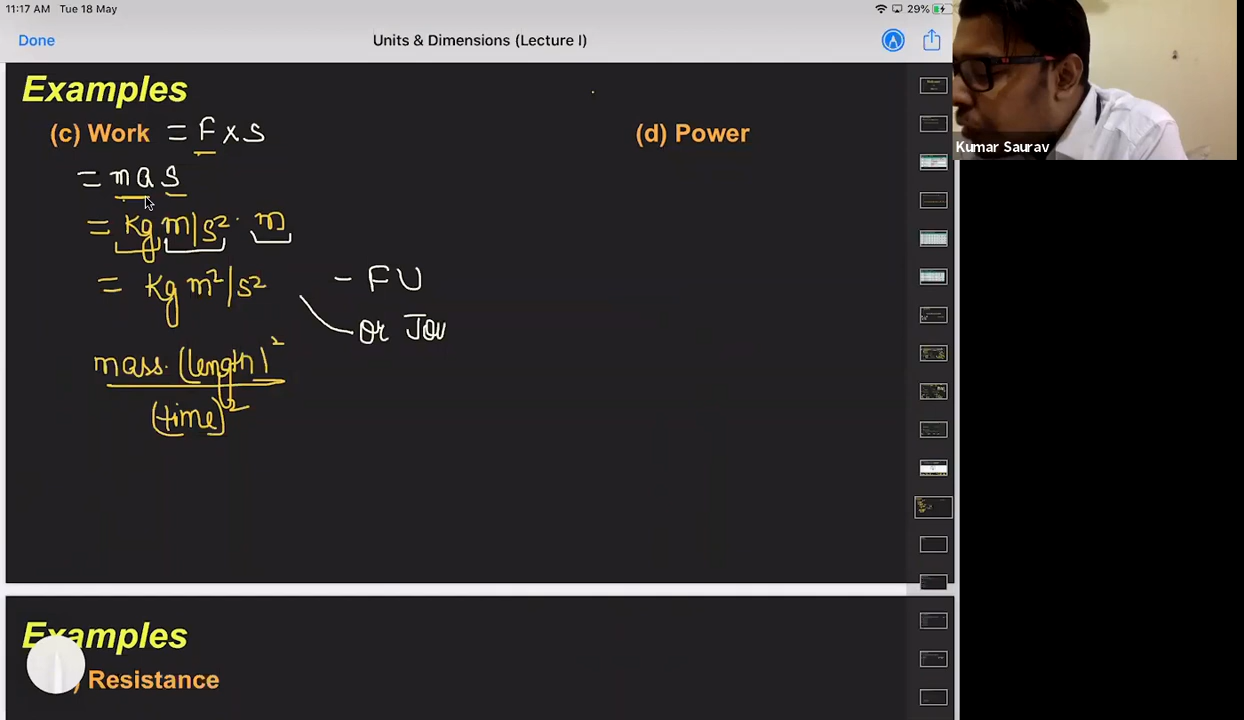 11:17 AM Tue 18 May
29%
Done
Units & Dimensions (Lecture I)
Examples
(c) Work = F x S
= m a S
= Kg m/s² · m
= Kg m²/s²
- FU
or Jou
mass. (length)²
(time)²
(d) Power
Kumar Saurav
Examples
) Resistance